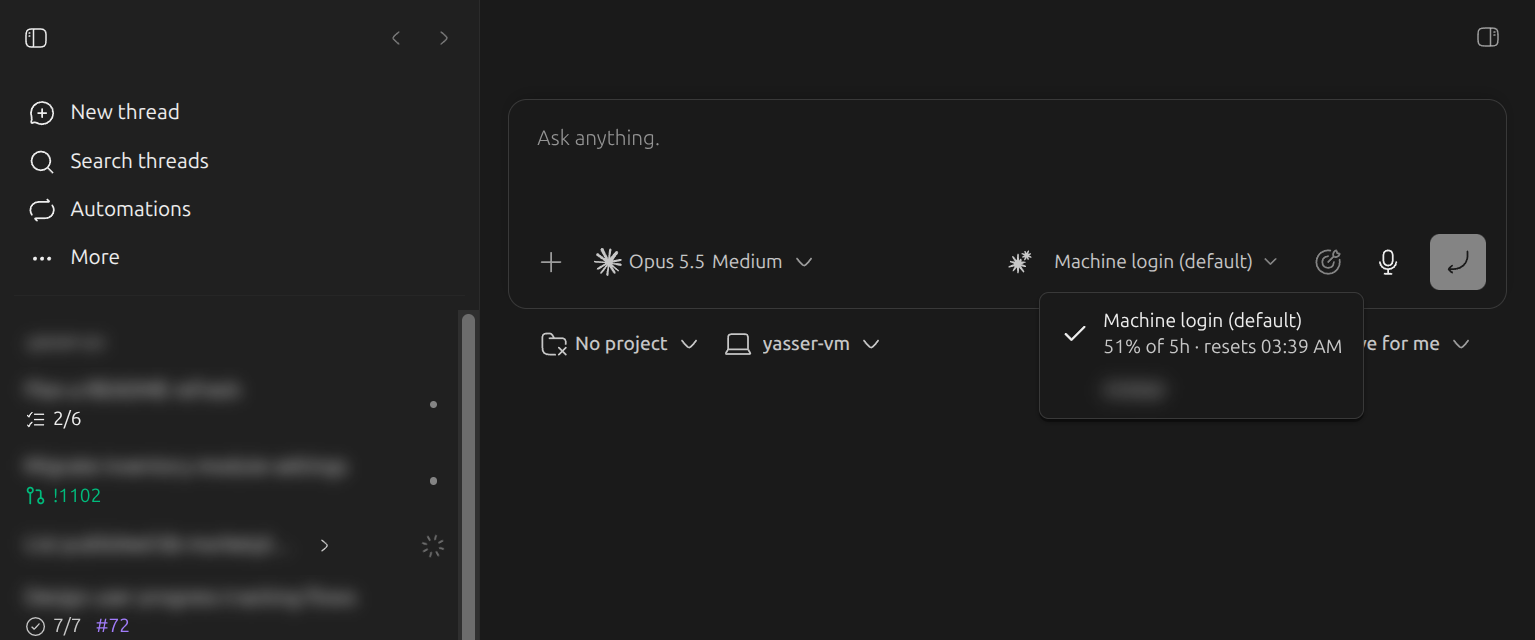 New thread
Search threads
Automations
More
2/6
!1102
7/7 #72
Ask anything.
Opus 5.5 Medium
Machine login (default)
No project
yasser-vm
e for me
Machine login (default)
51% of 5h · resets 03:39 AM